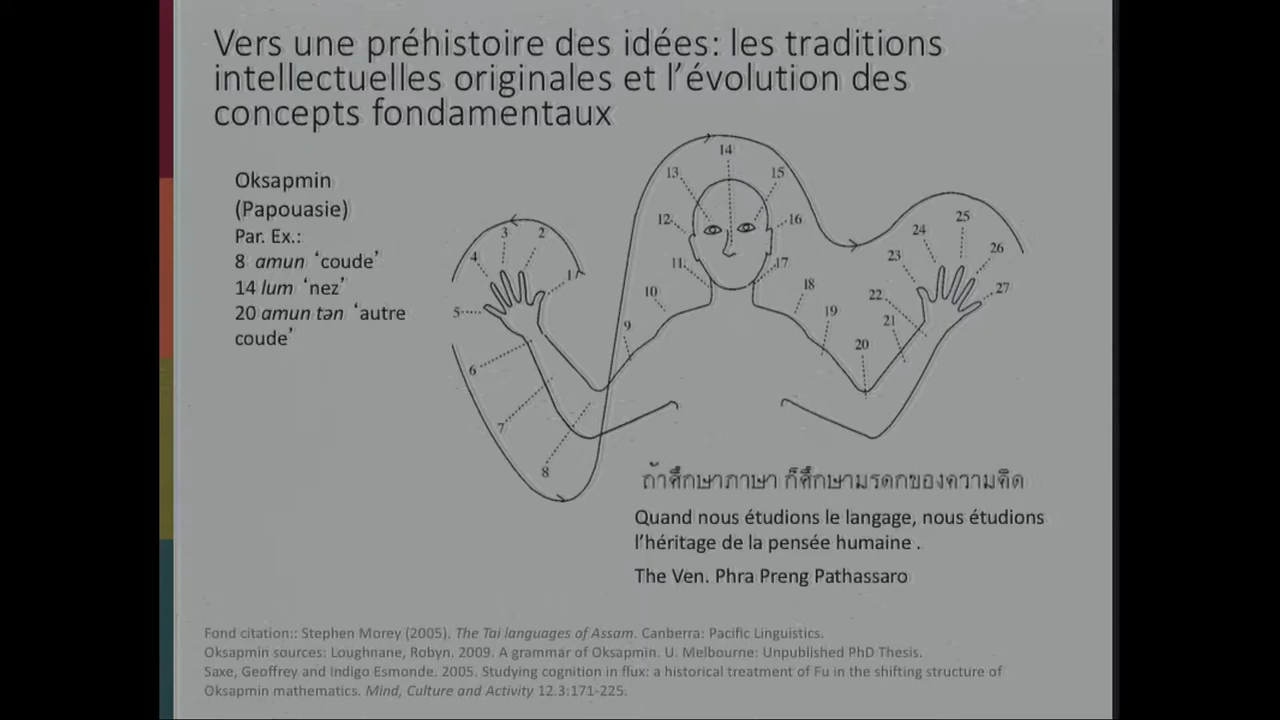 Vers une préhistoire des idées: les traditions
intellectuelles originales et l’évolution des
concepts fondamentaux
Oksapmin
(Papouasie)
Par. Ex.:
8 amun ‘coude’
14 lum ‘nez’
20 amun tən ‘autre
coude’
1
2
3
4
5
6
7
8
9
10
11
12
13
14
15
16
17
18
19
20
21
22
23
24
25
26
27
ถ้าศึกษาภาษา ก็ศึกษามรดกของความคิด
Quand nous étudions le langage, nous étudions
l’héritage de la pensée humaine .
The Ven. Phra Preng Pathassaro
Fond citation:: Stephen Morey (2005). The Tai languages of Assam. Canberra: Pacific Linguistics.
Oksapmin sources: Loughnane, Robyn. 2009. A grammar of Oksapmin. U. Melbourne: Unpublished PhD Thesis.
Saxe, Geoffrey and Indigo Esmonde. 2005. Studying cognition in flux: a historical treatment of Fu in the shifting structure of
Oksapmin mathematics. Mind, Culture and Activity 12.3:171-225.